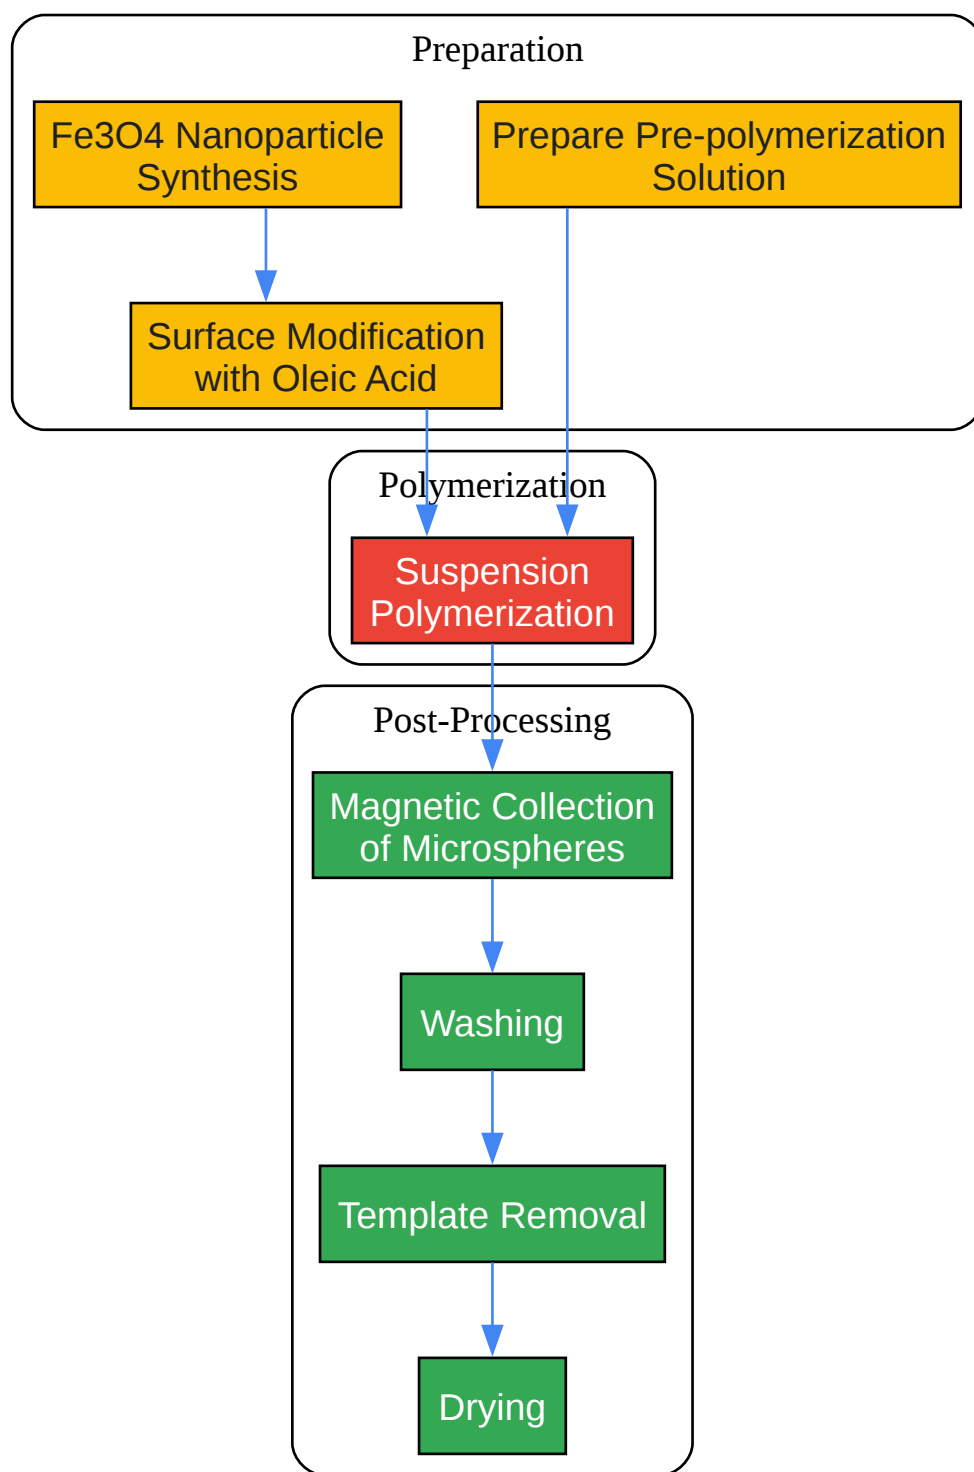 Preparation
Fe3O4 Nanoparticle
Synthesis
Prepare Pre-polymerization
Solution
Surface Modification
with Oleic Acid
Polymerization
Suspension
Polymerization
Post-Processing
Magnetic Collection
of Microspheres
Washing
Template Removal
Drying